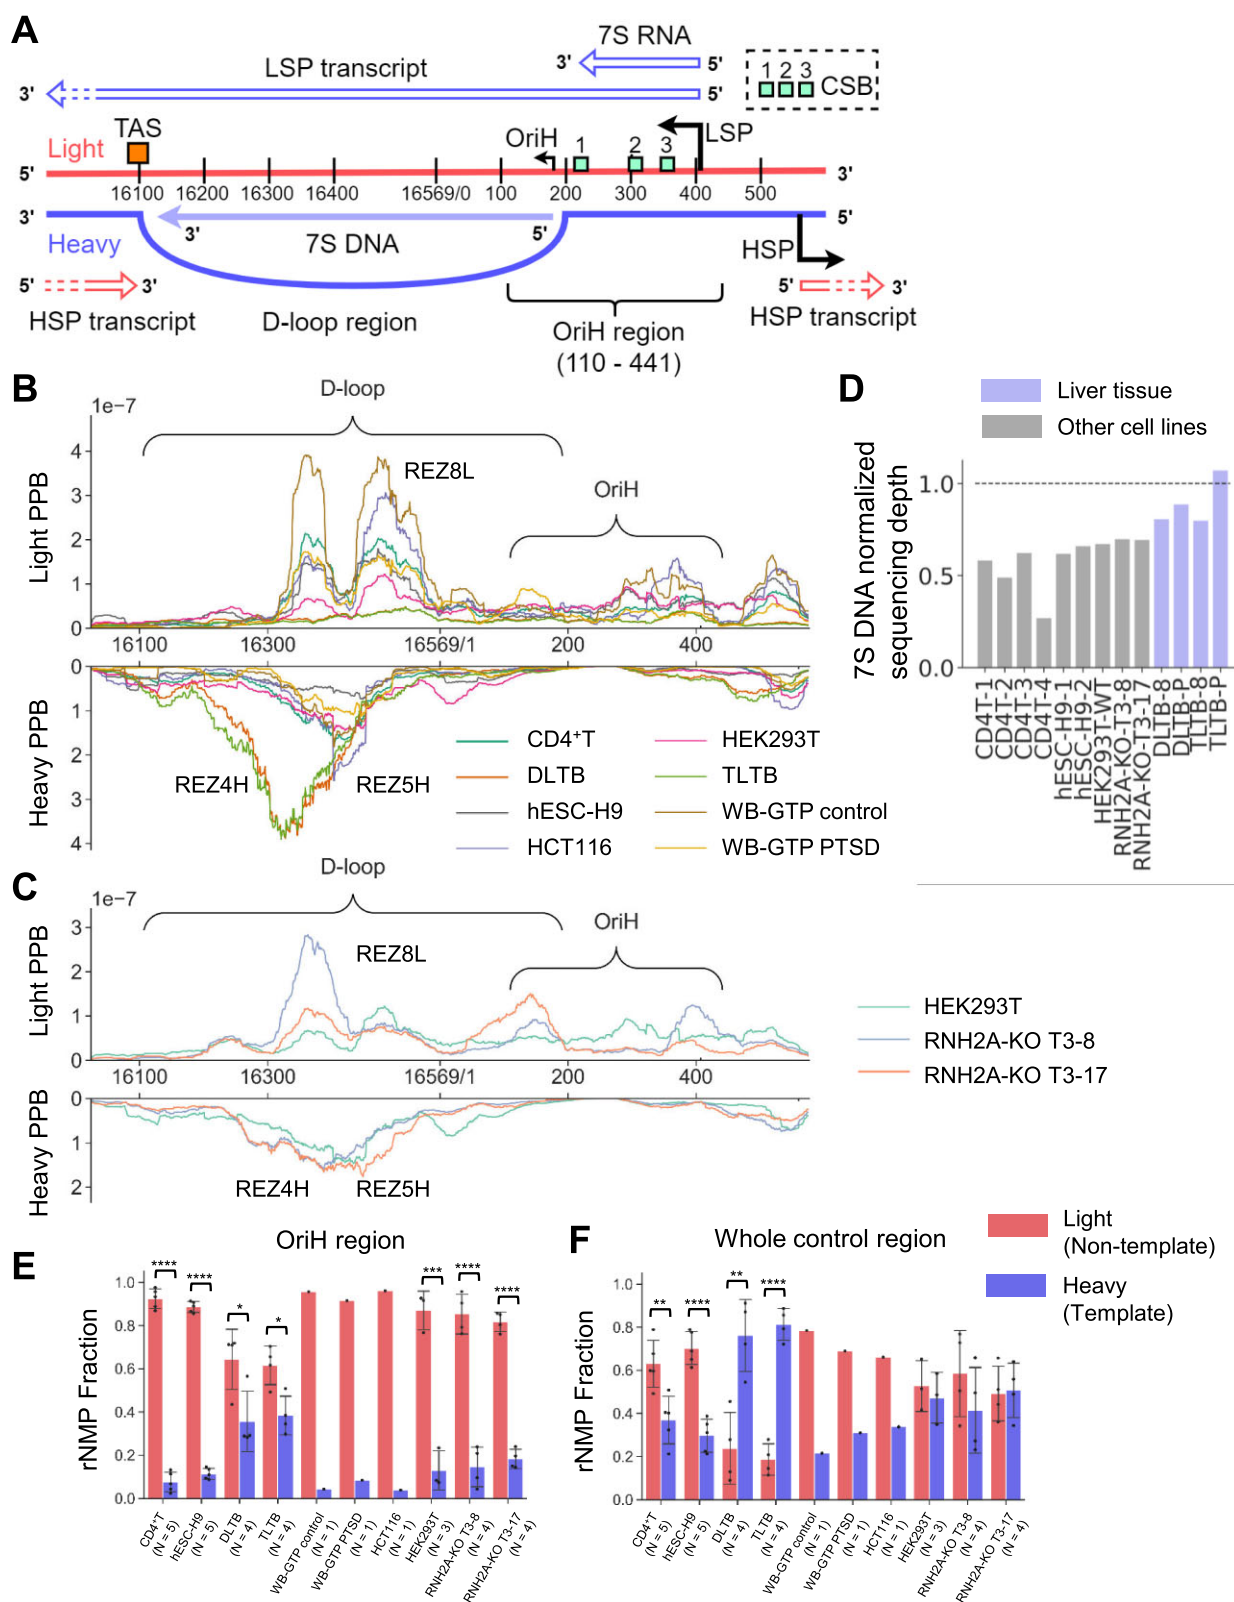 A
7S RNA
3'
5'
LSP transcript
3'
5'
1 2 3
CSB
TAS
Light
OriH
1
2
3
LSP
5'
3'
16100
16200
16300
16400
16569/0
100
200
300
400
500
3'
5'
Heavy
3'
7S DNA
5'
HSP
5'
3'
5'
3'
HSP transcript
D-loop region
OriH region
(110 - 441)
HSP transcript
B
D-loop
1e-7
Light PPB
4
3
2
1
0
REZ8L
OriH
16100
16300
16569/1
200
400
Heavy PPB
0
1
2
3
4
REZ4H
REZ5H
CD4+T
HEK293T
DLTB
TLTB
hESC-H9
WB-GTP control
HCT116
WB-GTP PTSD
D
Liver tissue
Other cell lines
7S DNA normalized
sequencing depth
1.0
0.5
0.0
CD4T-1
CD4T-2
CD4T-3
CD4T-4
hESC-H9-1
hESC-H9-2
HEK293T-WT
RNH2A-KO-T3-8
RNH2A-KO-T3-17
DLTB-8
DLTB-P
TLTB-8
TLTB-P
C
D-loop
1e-7
Light PPB
3
2
1
0
REZ8L
OriH
16100
16300
16569/1
200
400
Heavy PPB
0
1
2
REZ4H
REZ5H
HEK293T
RNH2A-KO T3-8
RNH2A-KO T3-17
E
OriH region
rNMP Fraction
1.0
0.8
0.6
0.4
0.2
0.0
****
****
*
*
***
****
****
CD4+T
(N = 5)
hESC-H9
(N = 5)
DLTB
(N = 4)
TLTB
(N = 4)
WB-GTP control
(N = 1)
WB-GTP PTSD
(N = 1)
HCT116
(N = 1)
HEK293T
(N = 3)
RNH2A-KO T3-8
(N = 4)
RNH2A-KO T3-17
(N = 4)
F
Whole control region
rNMP Fraction
1.0
0.8
0.6
0.4
0.2
0.0
**
****
**
****
CD4+T
(N = 5)
hESC-H9
(N = 5)
DLTB
(N = 4)
TLTB
(N = 4)
WB-GTP control
(N = 1)
WB-GTP PTSD
(N = 1)
HCT116
(N = 1)
HEK293T
(N = 3)
RNH2A-KO T3-8
(N = 4)
RNH2A-KO T3-17
(N = 4)
Light
(Non-template)
Heavy
(Template)